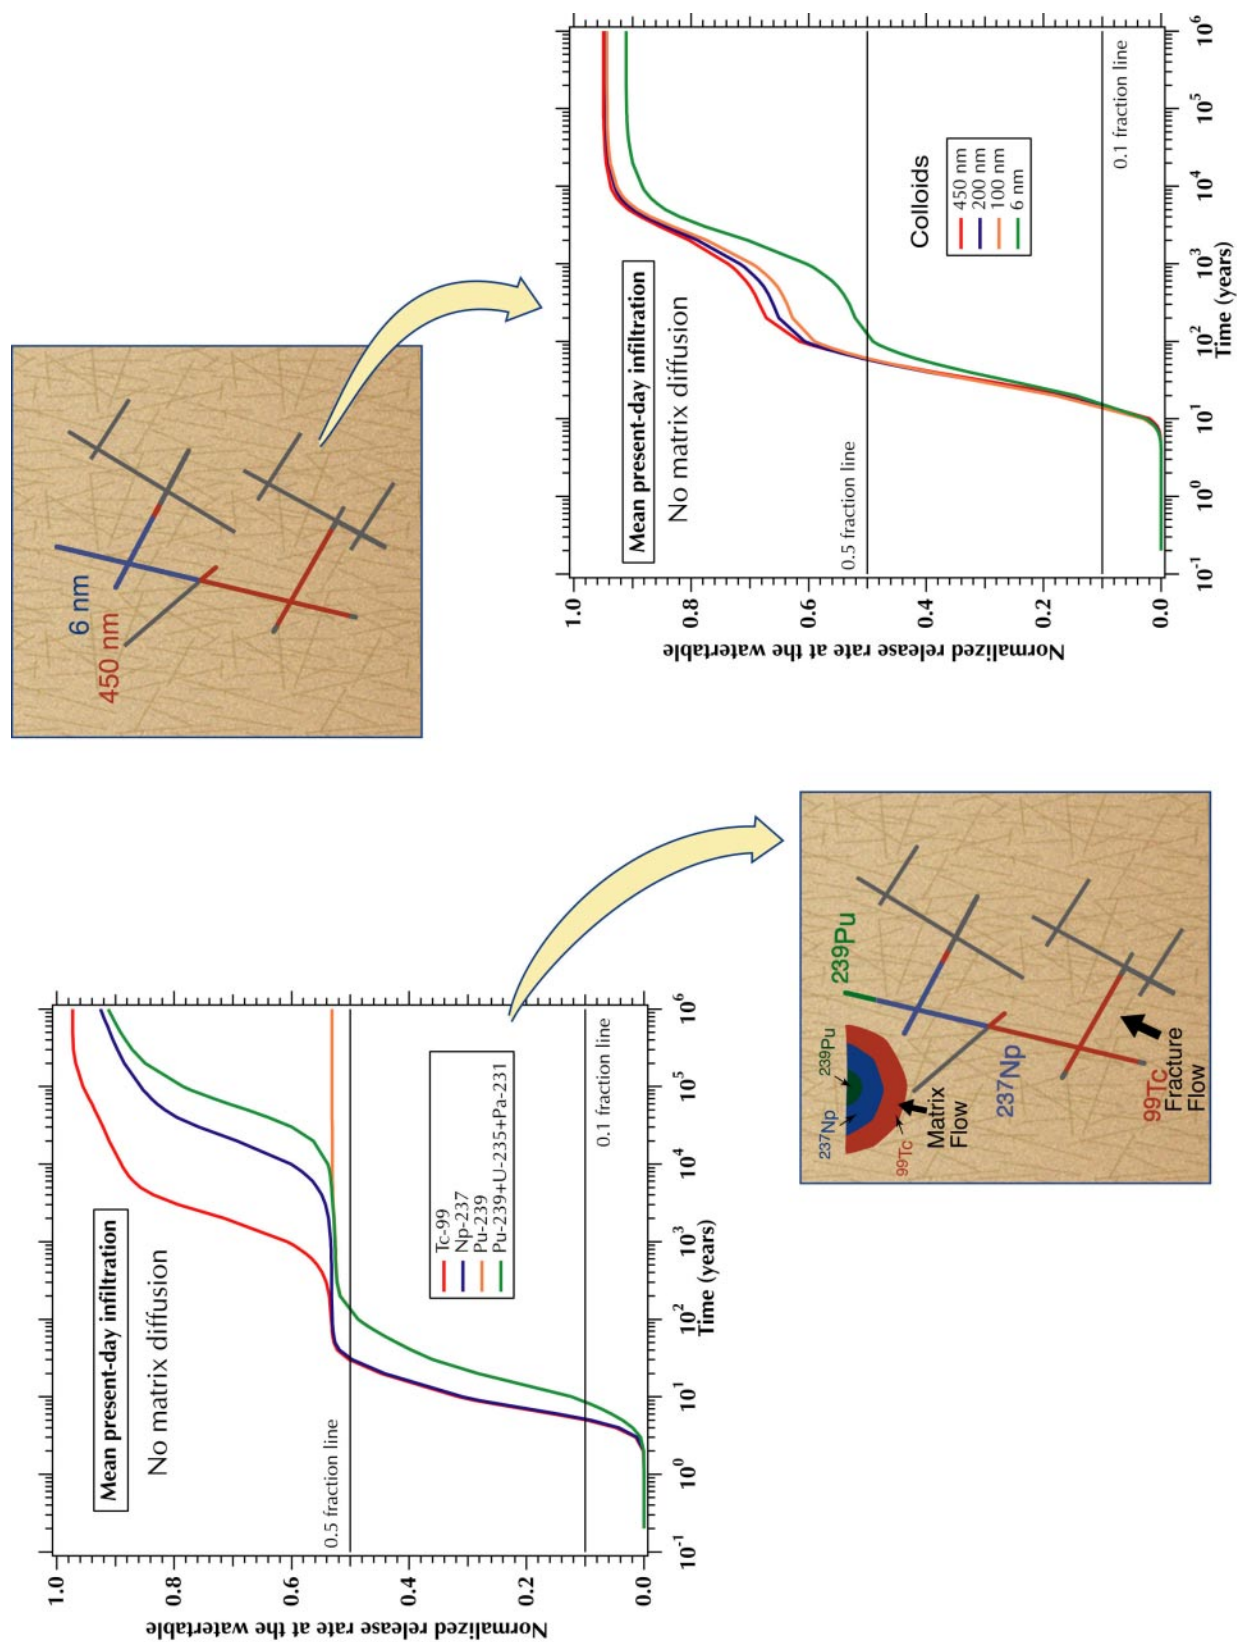 1.0
0.8
0.6
0.4
0.2
0.0
Normalized release rate at the watertable
Mean present-day infiltration
No matrix diffusion
0.5 fraction line
0.1 fraction line
Tc-99
Np-237
Pu-239
Pu-239+U-235+Pa-231
10-1
100
101
102
103
104
105
106
Time (years)
6 nm
450 nm
237Np
239Pu
99Tc
Matrix
Flow
239Pu
237Np
99Tc
Fracture
Flow
1.0
0.8
0.6
0.4
0.2
0.0
Normalized release rate at the watertable
Mean present-day infiltration
No matrix diffusion
0.5 fraction line
0.1 fraction line
Colloids
450 nm
200 nm
100 nm
6 nm
10-1
100
101
102
103
104
105
106
Time (years)